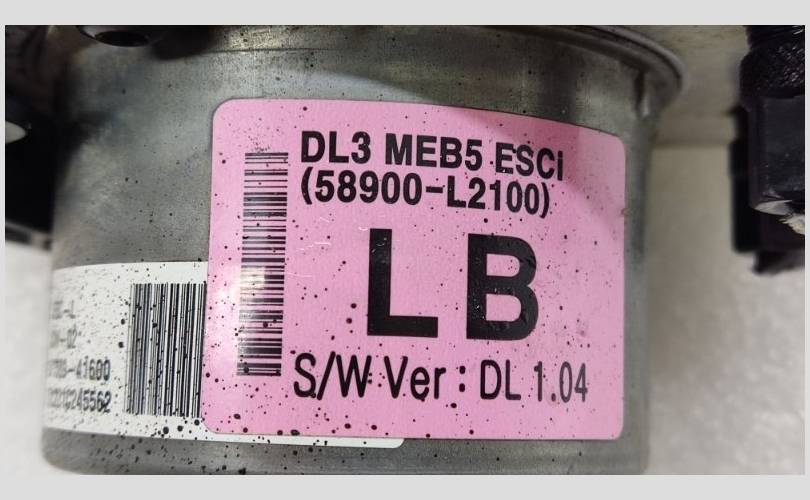 DL3 MEB5 ESCi
(58900-L2100)
LB
S/W Ver : DL 1.04